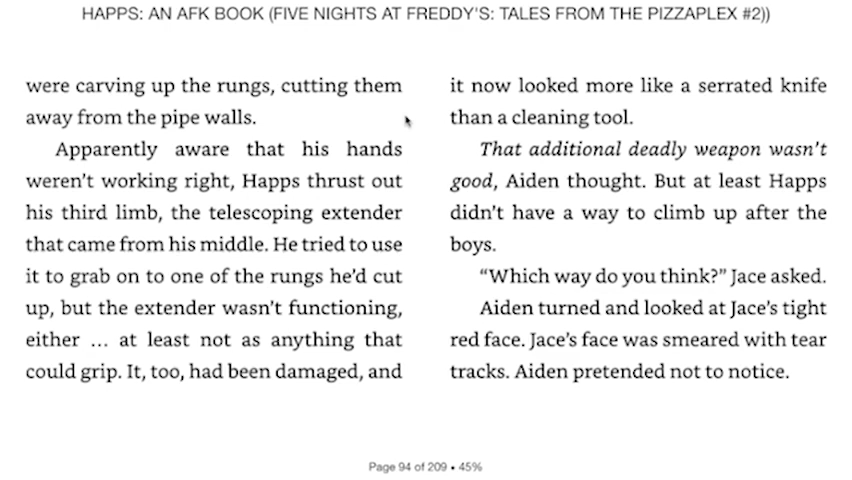 HAPPS: AN AFK BOOK (FIVE NIGHTS AT FREDDY'S: TALES FROM THE PIZZAPLEX #2))
were carving up the rungs, cutting them
away from the pipe walls.
Apparently aware that his hands
weren't working right, Happs thrust out
his third limb, the telescoping extender
that came from his middle. He tried to use
it to grab on to one of the rungs he'd cut
up, but the extender wasn't functioning,
either ... at least not as anything that
could grip. It, too, had been damaged, and
it now looked more like a serrated knife
than a cleaning tool.
That additional deadly weapon wasn't
good, Aiden thought. But at least Happs
didn't have a way to climb up after the
boys.
“Which way do you think?” Jace asked.
Aiden turned and looked at Jace's tight
red face. Jace's face was smeared with tear
tracks. Aiden pretended not to notice.
Page 94 of 209 • 45%